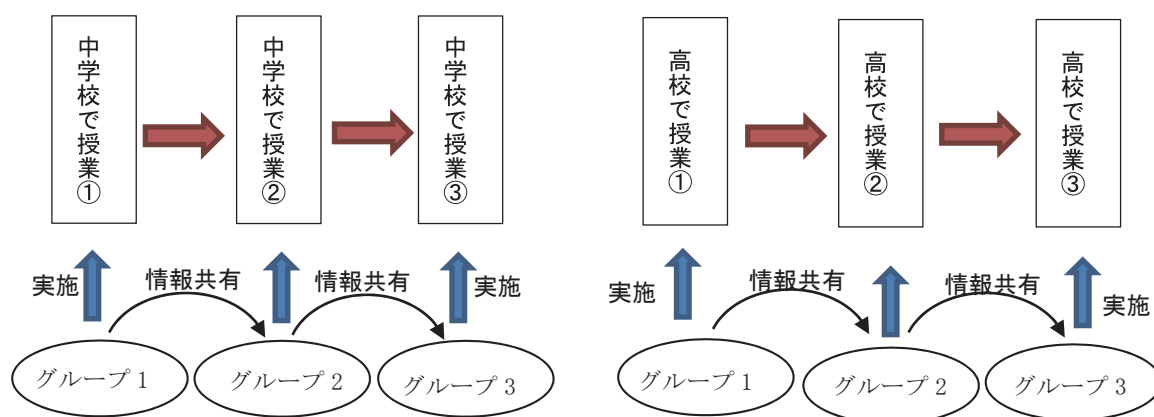 中学校で授業①
中学校で授業②
中学校で授業③
実施
情報共有
情報共有
実施
グループ 1
グループ 2
グループ 3
高校で授業①
高校で授業②
高校で授業③
実施
情報共有
情報共有
実施
グループ 1
グループ 2
グループ 3